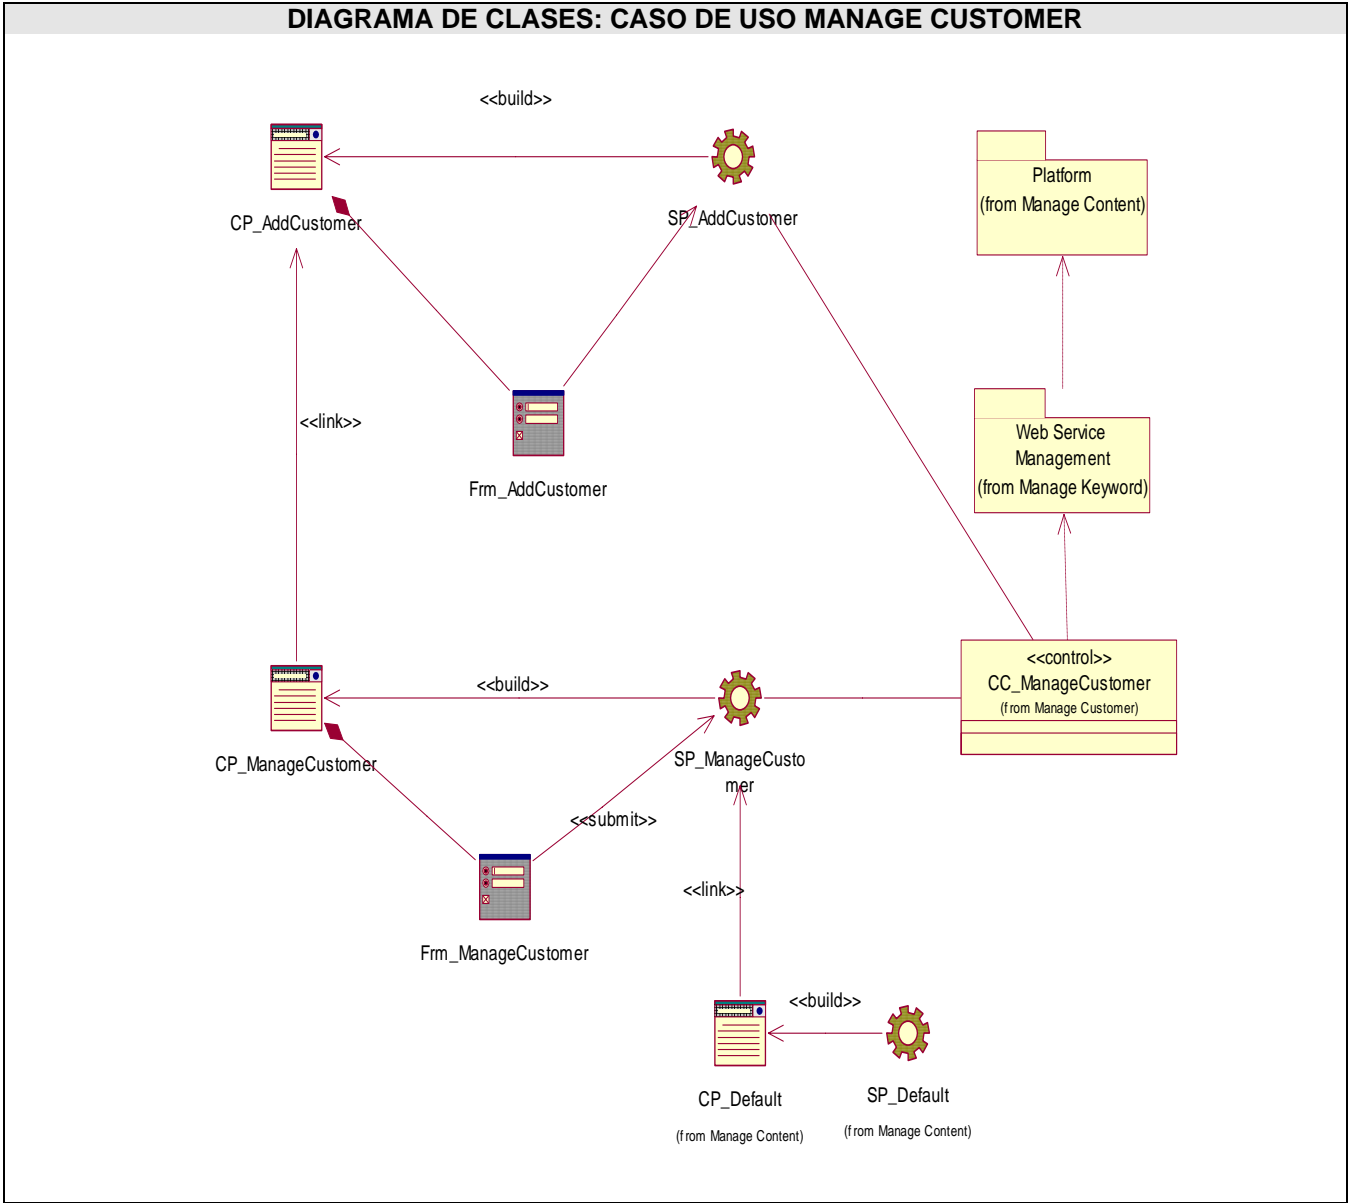 DIAGRAMA DE CLASES: CASO DE USO MANAGE CUSTOMER
<<build>>
CP_AddCustomer
SP_AddCustomer
Platform
(from Manage Content)
<<link>>
Frm_AddCustomer
Web Service
Management
(from Manage Keyword)
<<build>>
<<control>>
CC_ManageCustomer
(from Manage Customer)
CP_ManageCustomer
SP_ManageCusto
mer
<<submit>>
<<link>>
Frm_ManageCustomer
<<build>>
CP_Default
(from Manage Content)
SP_Default
(from Manage Content)